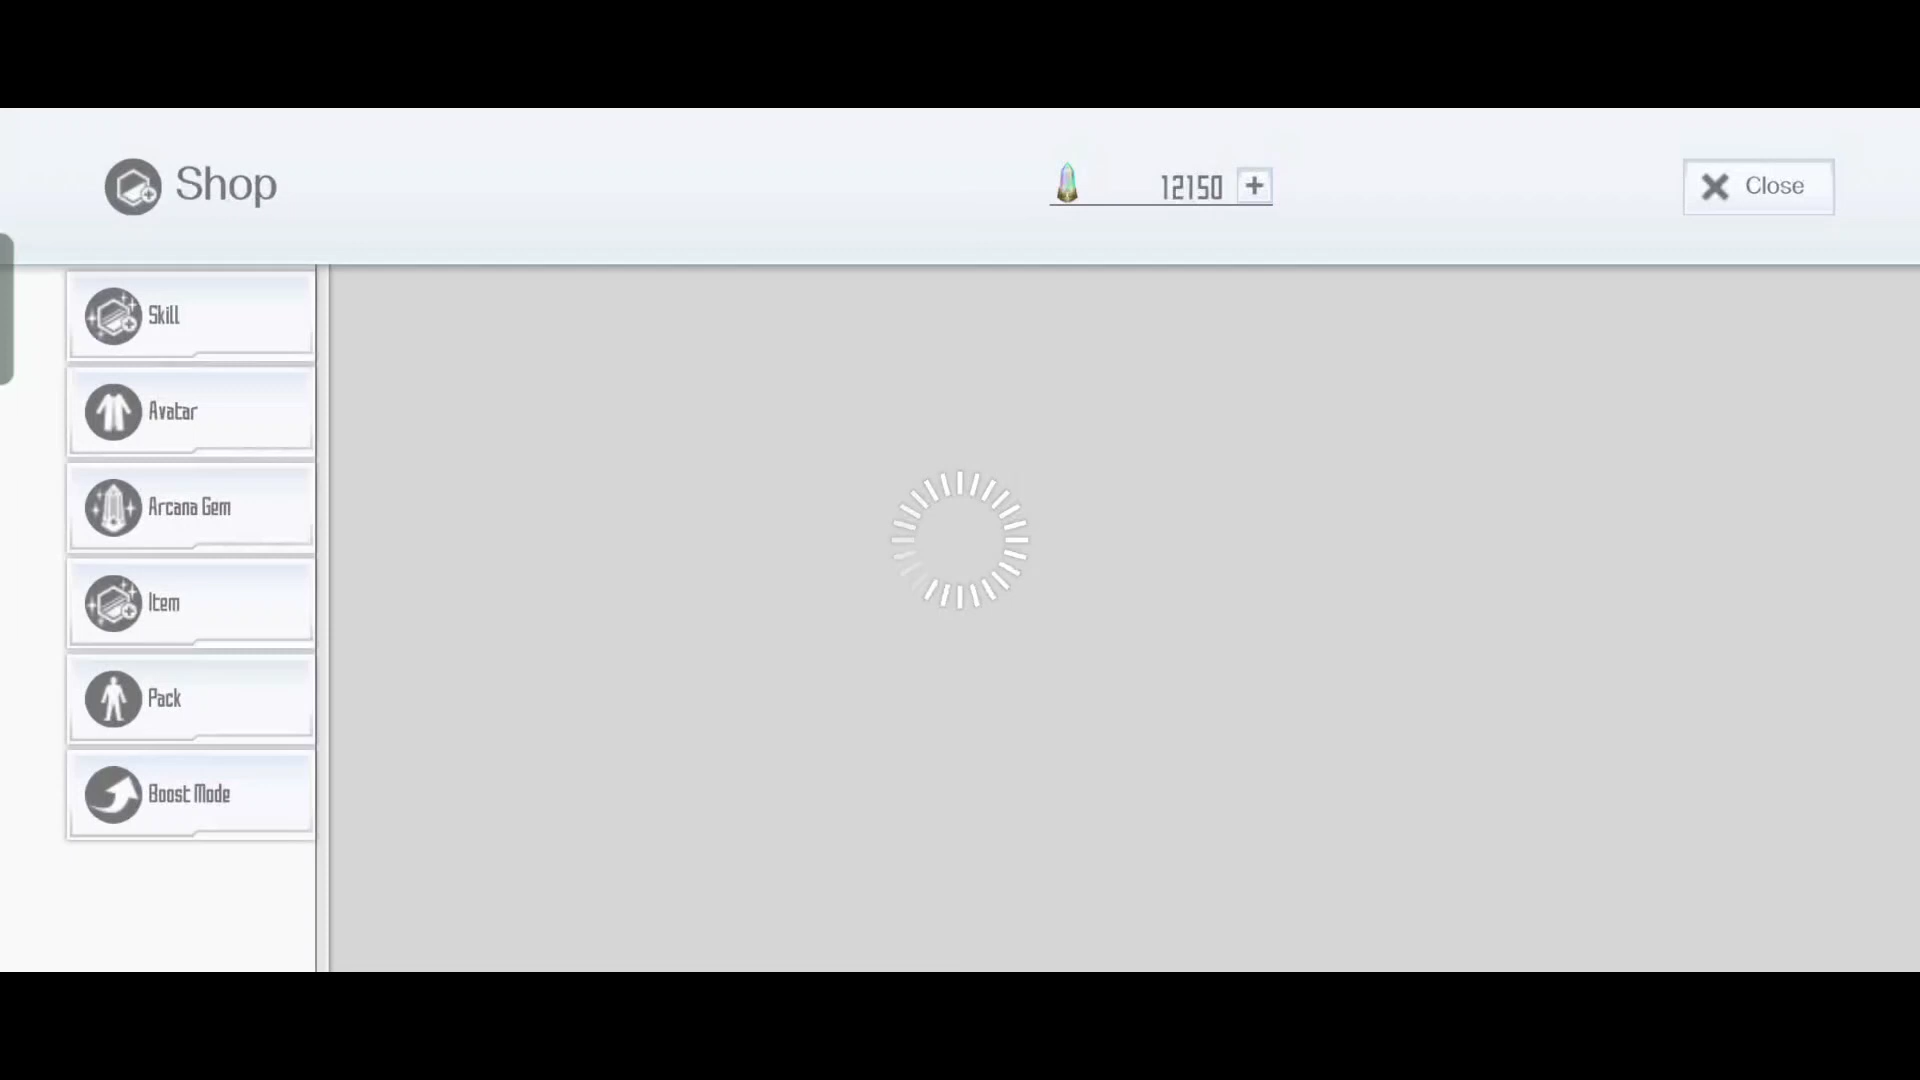 Shop
12150
Close
Skill
Avatar
Arcana Gem
Item
Pack
Boost Mode